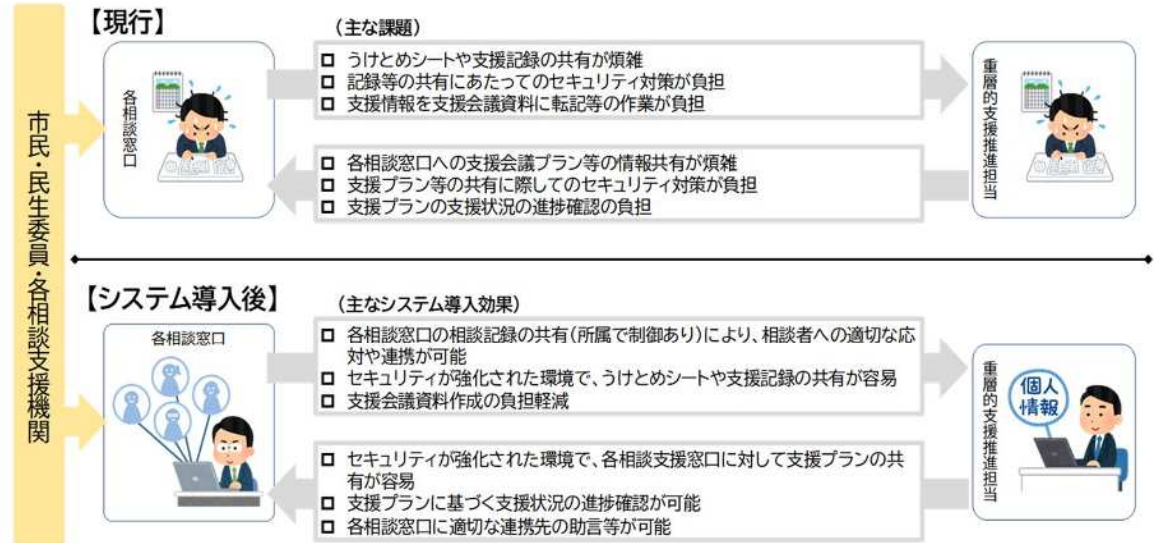 市民・民生委員・各相談支援機関
【現行】
各相談窓口
(主な課題)
□ うけとめシートや支援記録の共有が煩雑
□ 記録等の共有にあたってのセキュリティ対策が負担
□ 支援情報を支援会議資料に転記等の作業が負担
□ 各相談窓口への支援会議プラン等の情報共有が煩雑
□ 支援プラン等の共有に際してのセキュリティ対策が負担
□ 支援プランの支援状況の進捗確認の負担
重層的支援推進担当
【システム導入後】
各相談窓口
(主なシステム導入効果)
□ 各相談窓口の相談記録の共有(所属で制御あり)により、相談者への適切な応
対や連携が可能
□ セキュリティが強化された環境で、うけとめシートや支援記録の共有が容易
□ 支援会議資料作成の負担軽減
□ セキュリティが強化された環境で、各相談支援窓口に対して支援プランの共
有が容易
□ 支援プランに基づく支援状況の進捗確認が可能
□ 各相談窓口に適切な連携先の助言等が可能
重層的支援推進担当
個人
情報